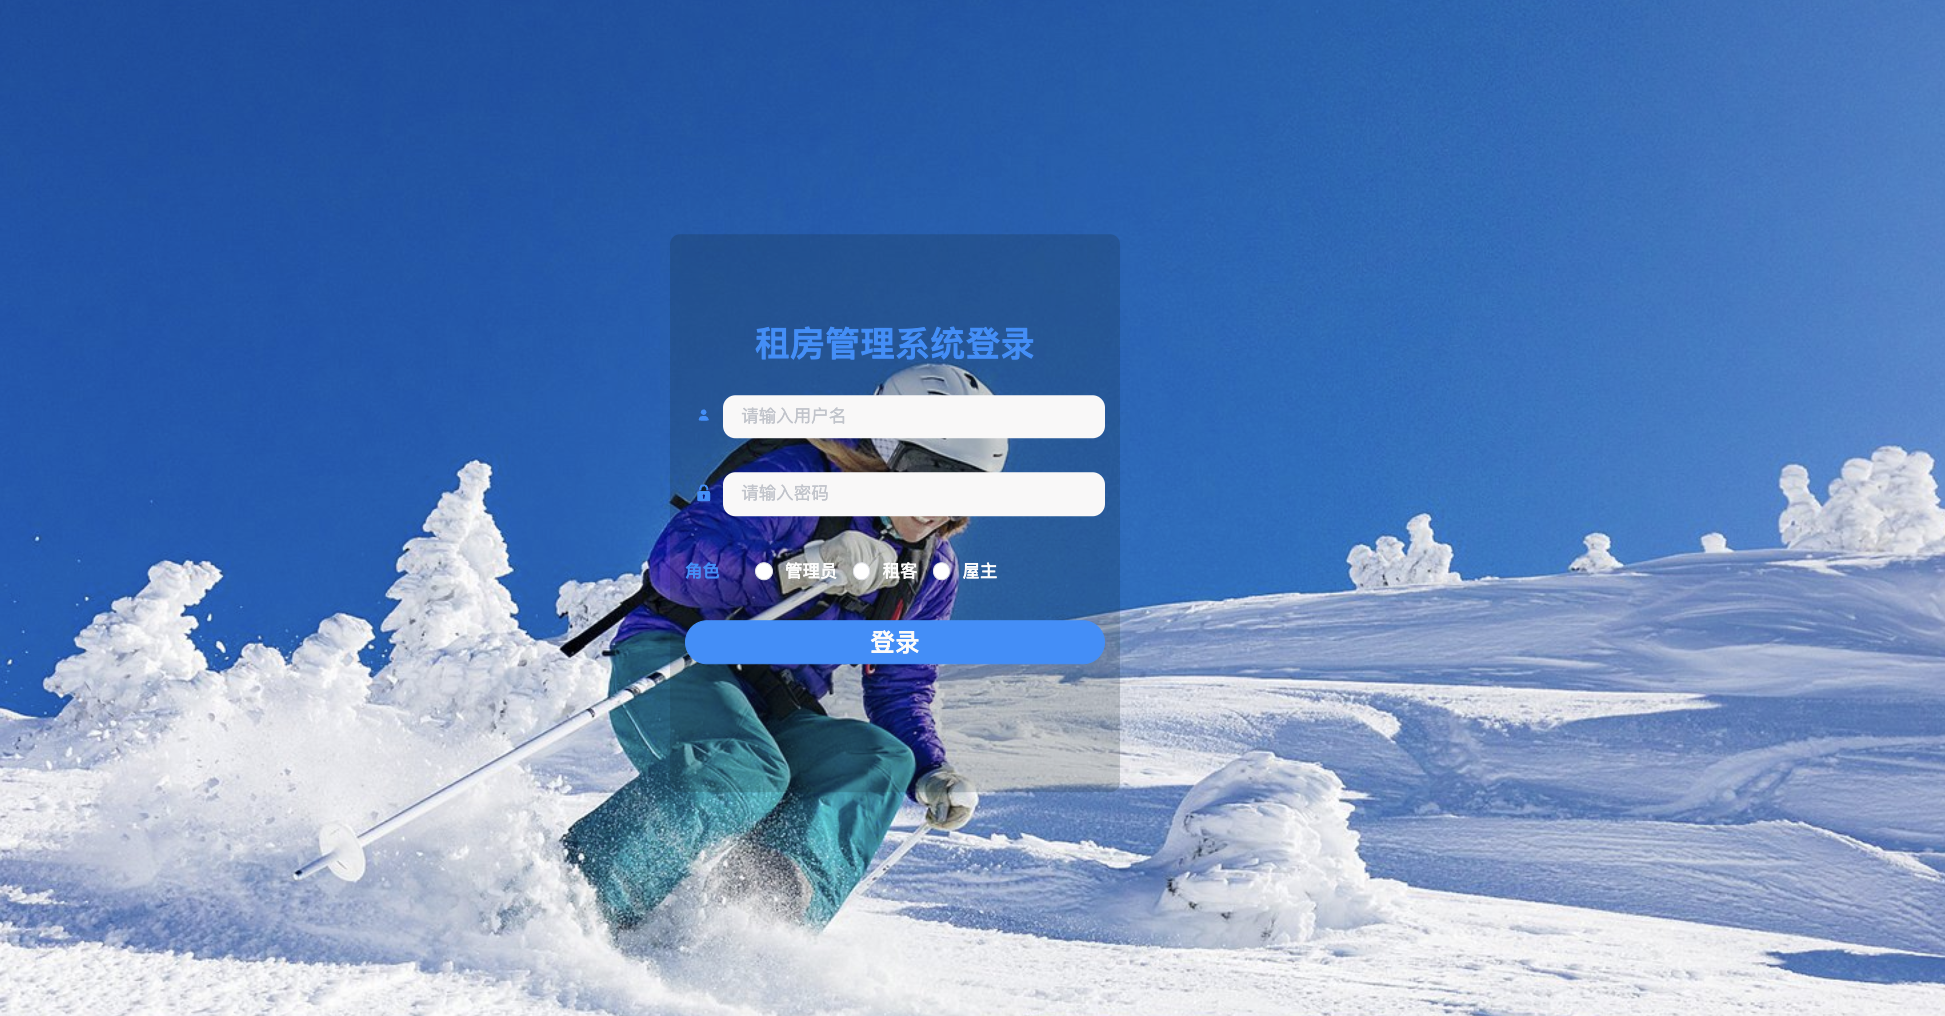 租房管理系统登录
请输入用户名
请输入密码
角色 管理员 租客 屋主
登录